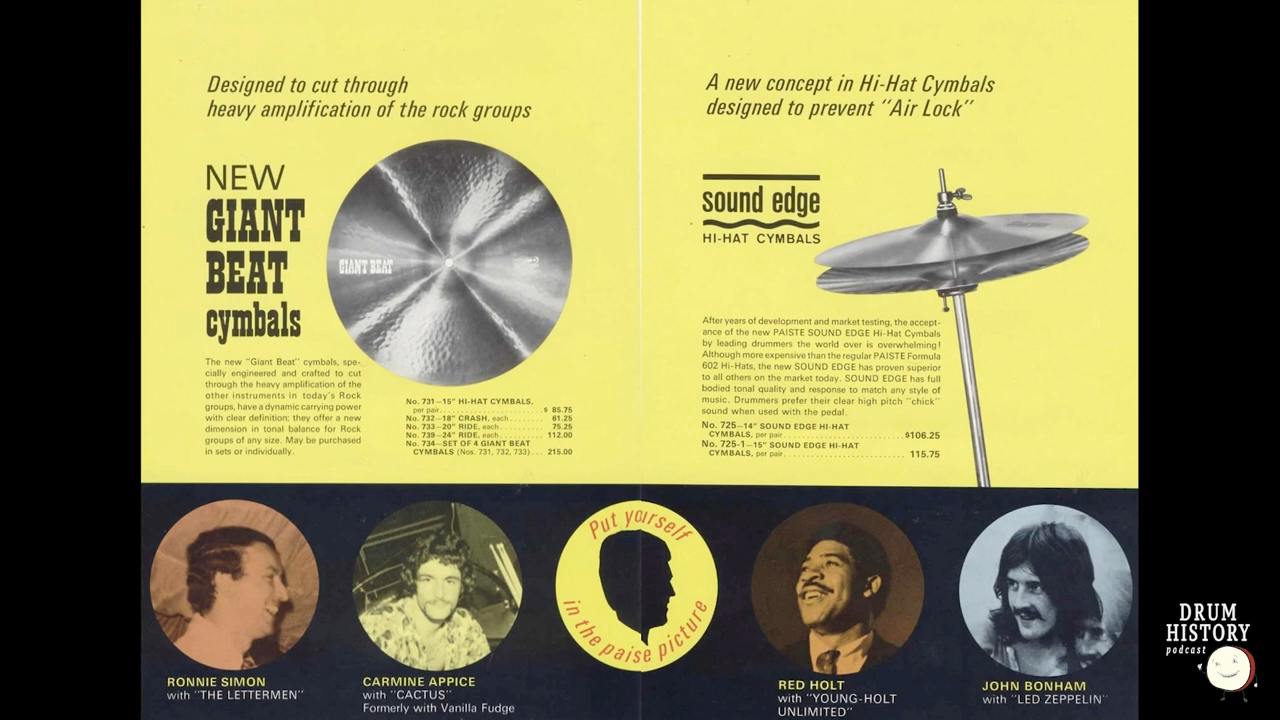 Designed to cut through
heavy amplification of the rock groups
NEW
GIANT
BEAT
cymbals
GIANT BEAT
The new "Giant Beat" cymbals, spe-
cially engineered and crafted to cut
through the heavy amplification of the
other instruments in today's Rock
groups, have a dynamic carrying power
with clear definition; they offer a new
dimension in tonal balance for Rock
groups of any size. May be purchased
in sets or individually.
No. 731—15" HI-HAT CYMBALS,
per pair.......................$ 85.75
No. 732—18" CRASH, each........ 61.25
No. 733—20" RIDE, each.......... 75.25
No. 739—24" RIDE, each.......... 112.00
No. 734—SET OF 4 GIANT BEAT
CYMBALS (Nos. 731, 732, 733)... 215.00
A new concept in Hi-Hat Cymbals
designed to prevent "Air Lock"
sound edge
HI-HAT CYMBALS
After years of development and market testing, the accept-
ance of the new PAISTE SOUND EDGE Hi-Hat Cymbals
by leading drummers the world over is overwhelming!
Although more expensive than the regular PAISTE Formula
602 Hi-Hats, the new SOUND EDGE has proven superior
to all others on the market today. SOUND EDGE has full
bodied tonal quality and response to match any style of
music. Drummers prefer their clear high pitch "chick"
sound when used with the pedal.
No. 725—14" SOUND EDGE HI-HAT
CYMBALS, per pair............................$106.25
No. 725-1—15" SOUND EDGE HI-HAT
CYMBALS, per pair............................ 115.75
Put yourself
in the paise picture
RONNIE SIMON
with "THE LETTERMEN"
CARMINE APPICE
with "CACTUS"
Formerly with Vanilla Fudge
RED HOLT
with "YOUNG-HOLT
UNLIMITED"
JOHN BONHAM
with "LED ZEPPELIN"
DRUM
HISTORY
podcast